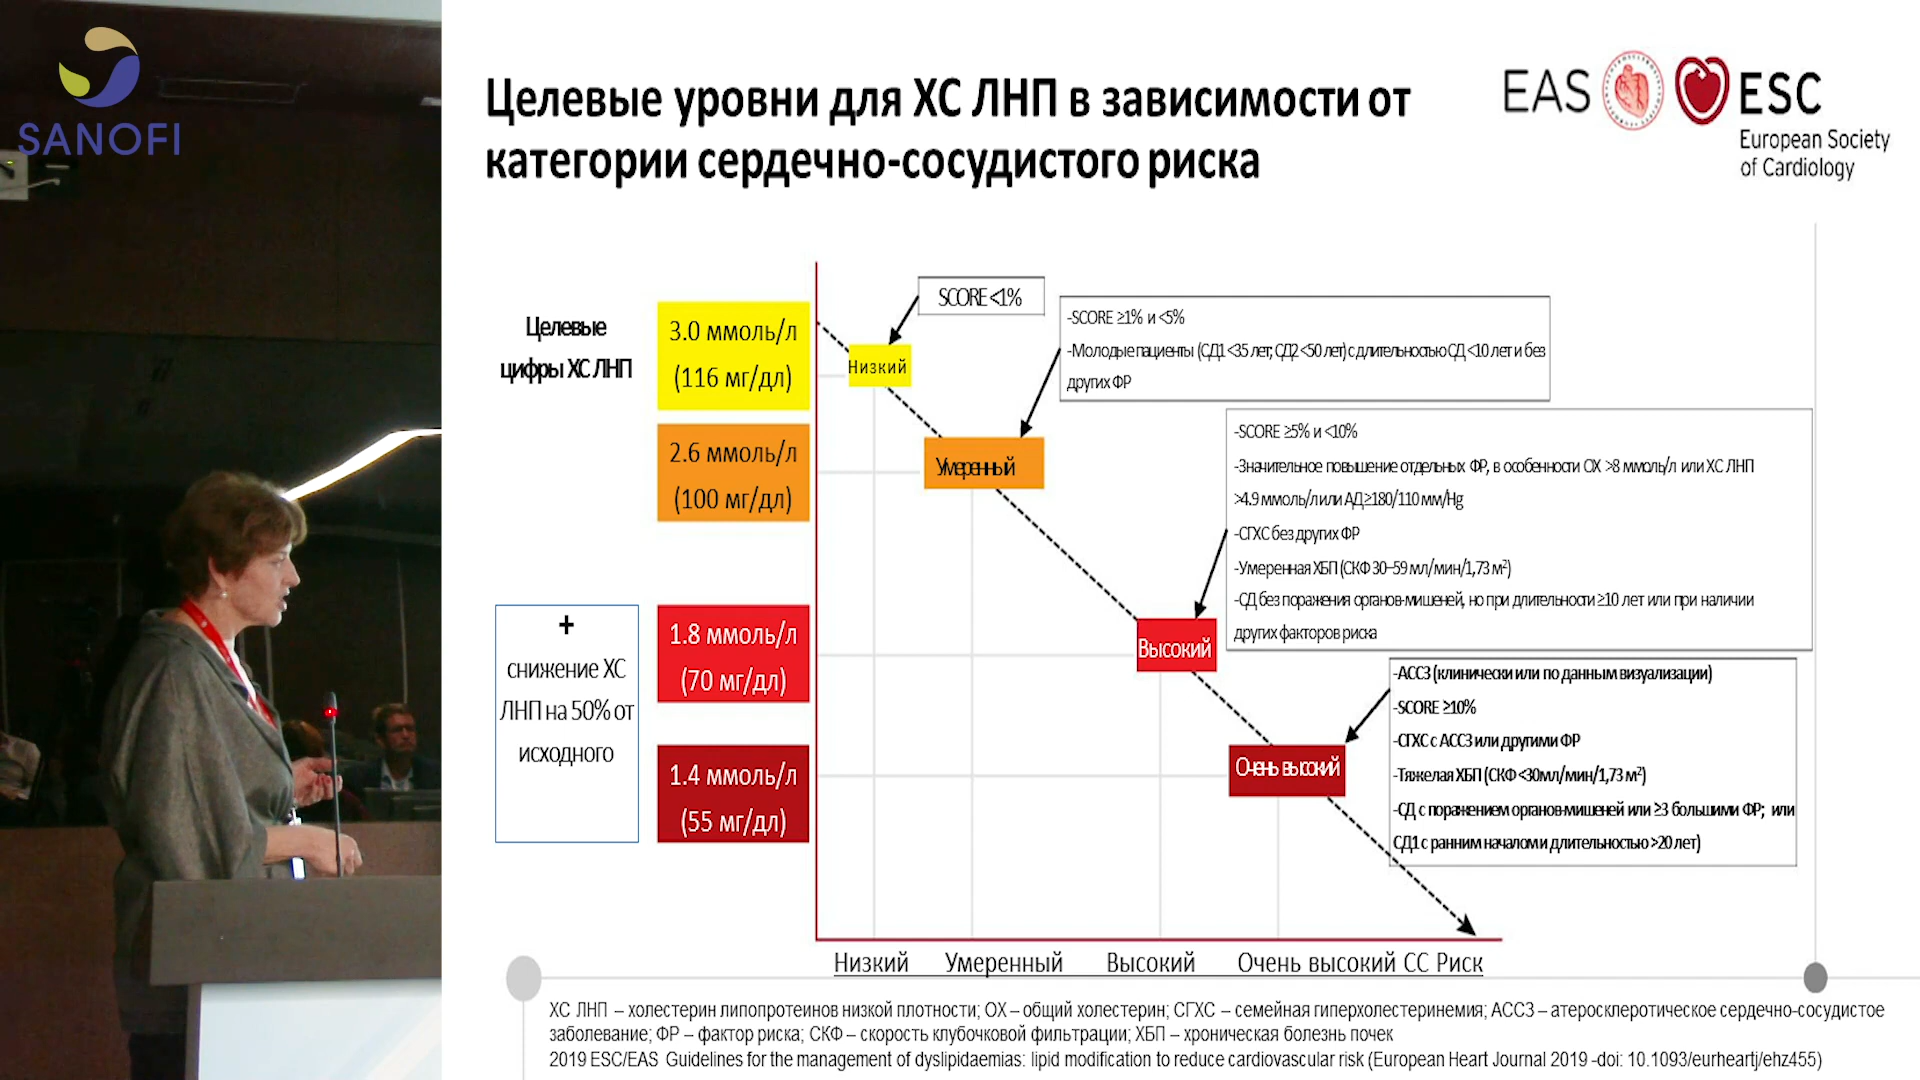 SANOFI
Целевые уровни для ХС ЛНП в зависимости от
категории сердечно-сосудистого риска
EAS
ESC
European Society
of Cardiology
Целевые
цифры ХС ЛНП
3.0 ммоль/л
(116 мг/дл)
2.6 ммоль/л
(100 мг/дл)
+
снижение ХС
ЛНП на 50% от
исходного
1.8 ммоль/л
(70 мг/дл)
1.4 ммоль/л
(55 мг/дл)
SCORE <1%
Низкий
-SCORE ≥1% и <5%
-Молодые пациенты (СД1 <35 лет; СД2 <50 лет) с длительностью СД <10 лет и без
других ФР
Умеренный
-SCORE ≥5% и <10%
-Значительное повышение отдельных ФР, в особенности ОХ >8 ммоль/л или ХС ЛНП
>4.9 ммоль/л или АД ≥180/110 мм/Hg
-СГХС без других ФР
-Умеренная ХБП (СКФ 30–59 мл/мин/1,73 м²)
-СД без поражения органов-мишеней, но при длительности ≥10 лет или при наличии
других факторов риска
Высокий
-АССЗ (клинически или по данным визуализации)
-SCORE ≥10%
-СГХС с АССЗ или другими ФР
-Тяжелая ХБП (СКФ <30мл/мин/1,73 м²)
-СД с поражением органов-мишеней или ≥3 большими ФР; или
СД1 с ранним началом и длительностью >20 лет)
Очень высокий
Низкий Умеренный Высокий Очень высокий СС Риск
ХС ЛНП – холестерин липопротеинов низкой плотности; ОХ – общий холестерин; СГХС – семейная гиперхолестеринемия; АССЗ – атеросклеротическое сердечно-сосудистое
заболевание; ФР – фактор риска; СКФ – скорость клубочковой фильтрации; ХБП – хроническая болезнь почек
2019 ESC/EAS Guidelines for the management of dyslipidaemias: lipid modification to reduce cardiovascular risk (European Heart Journal 2019 -doi: 10.1093/eurheartj/ehz455)